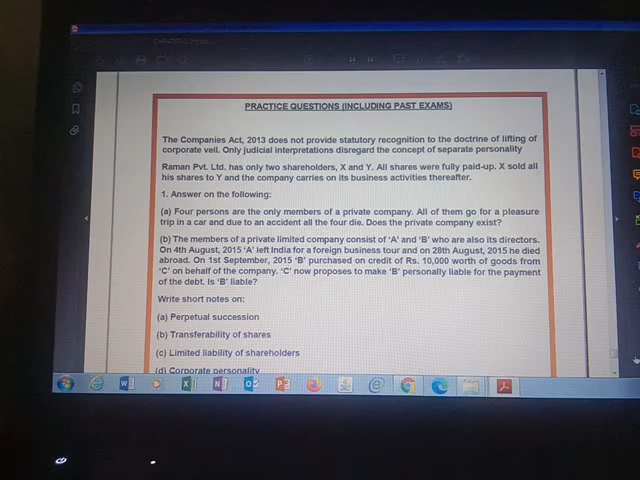 PRACTICE QUESTIONS (INCLUDING PAST EXAMS)
The Companies Act, 2013 does not provide statutory recognition to the doctrine of lifting of
corporate veil. Only judicial interpretations disregard the concept of separate personality
Raman Pvt. Ltd. has only two shareholders, X and Y. All shares were fully paid-up. X sold all
his shares to Y and the company carries on its business activities thereafter.
1. Answer on the following:
(a) Four persons are the only members of a private company. All of them go for a pleasure
trip in a car and due to an accident all the four die. Does the private company exist?
(b) The members of a private limited company consist of 'A' and 'B' who are also its directors.
On 4th August, 2015 'A' left India for a foreign business tour and on 28th August, 2015 he died
abroad. On 1st September, 2015 'B' purchased on credit of Rs. 10,000 worth of goods from
'C' on behalf of the company. 'C' now proposes to make 'B' personally liable for the payment
of the debt. Is 'B' liable?
Write short notes on:
(a) Perpetual succession
(b) Transferability of shares
(c) Limited liability of shareholders
(d) Corporate personality